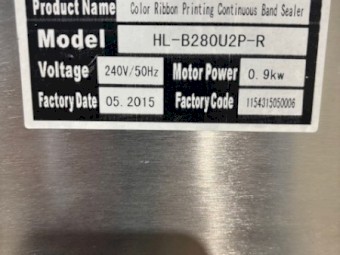 Product Name Color Ribbon Printing Continuous Band Sealer
Model HL-B280U2P-R
Voltage 240V/50Hz Motor Power 0.9kw
Factory Date 05.2015 Factory Code 1154315050006